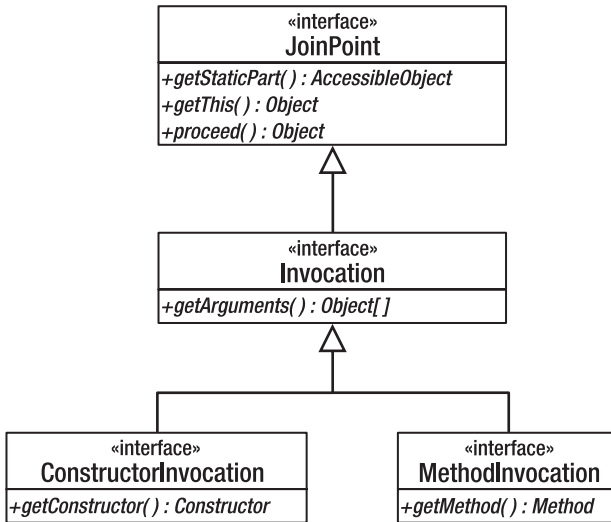 «interface»
JoinPoint
+getStaticPart( ) : AccessibleObject
+getThis( ) : Object
+proceed( ) : Object
«interface»
Invocation
+getArguments( ) : Object[ ]
«interface»
ConstructorInvocation
+getConstructor( ) : Constructor
«interface»
MethodInvocation
+getMethod( ) : Method